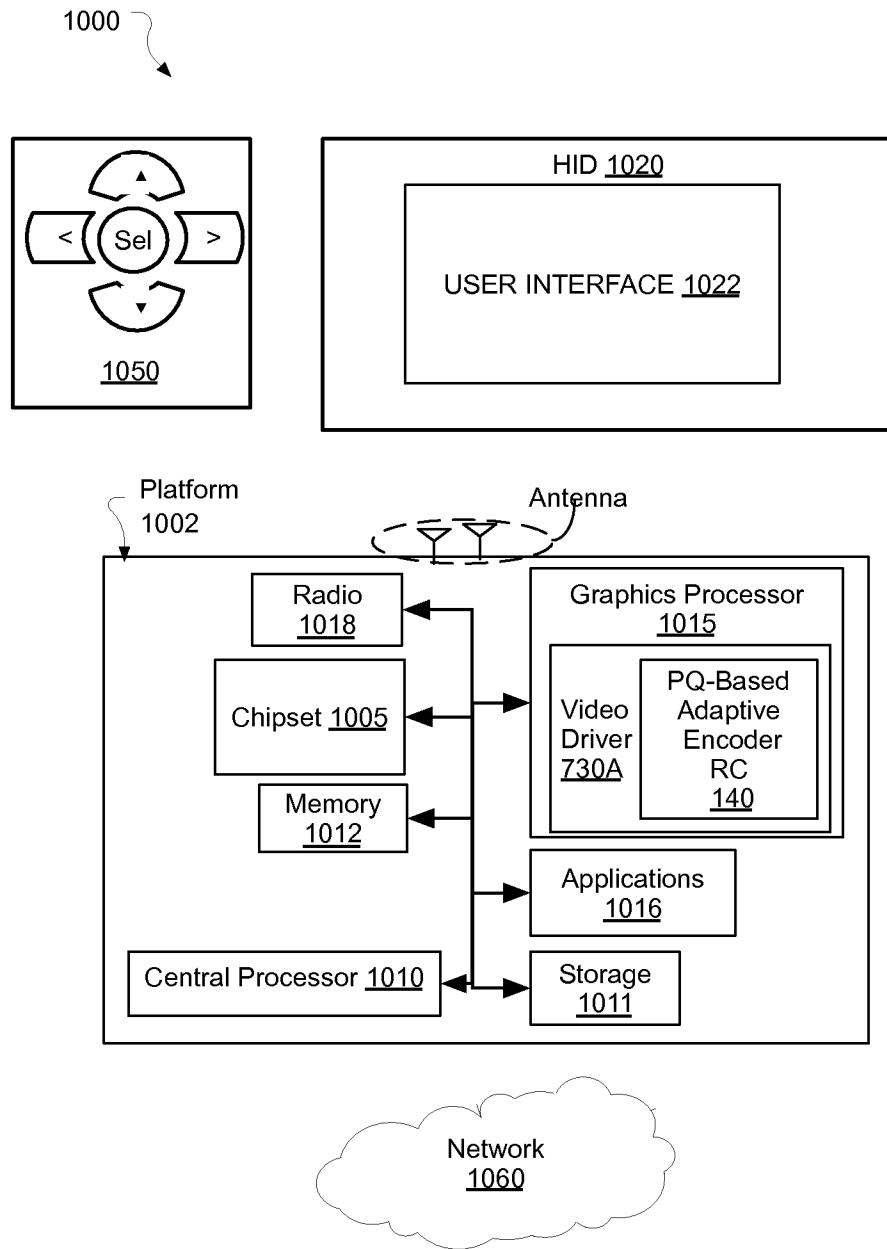 1000
▲
<
Sel
>
▼
1050
HID 1020
USER INTERFACE 1022
Platform
1002
Antenna
Radio
1018
Chipset 1005
Memory
1012
Central Processor 1010
Graphics Processor
1015
Video
Driver
730A
PQ-Based
Adaptive
Encoder
RC
140
Applications
1016
Storage
1011
Network
1060